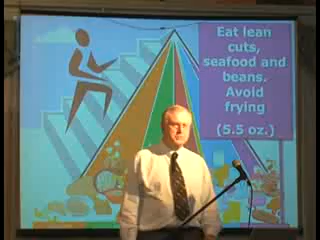 Eat lean
cuts,
seafood and
beans.
Avoid
frying
(5.5 oz.)